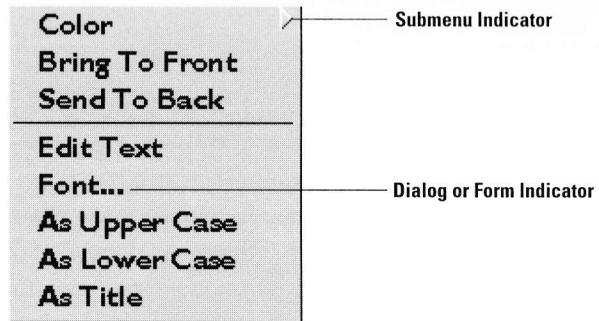 Color
Submenu Indicator
Bring To Front
Send To Back
Edit Text
Font...
Dialog or Form Indicator
As Upper Case
As Lower Case
As Title